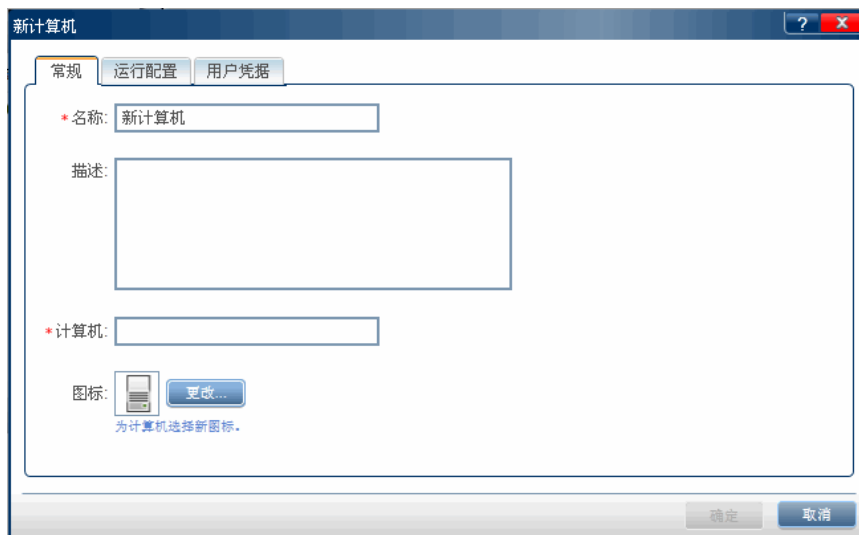 新计算机
常规 运行配置 用户凭据
*名称: 新计算机
描述:
*计算机:
图标: 更改...
为计算机选择新图标。
确定 取消